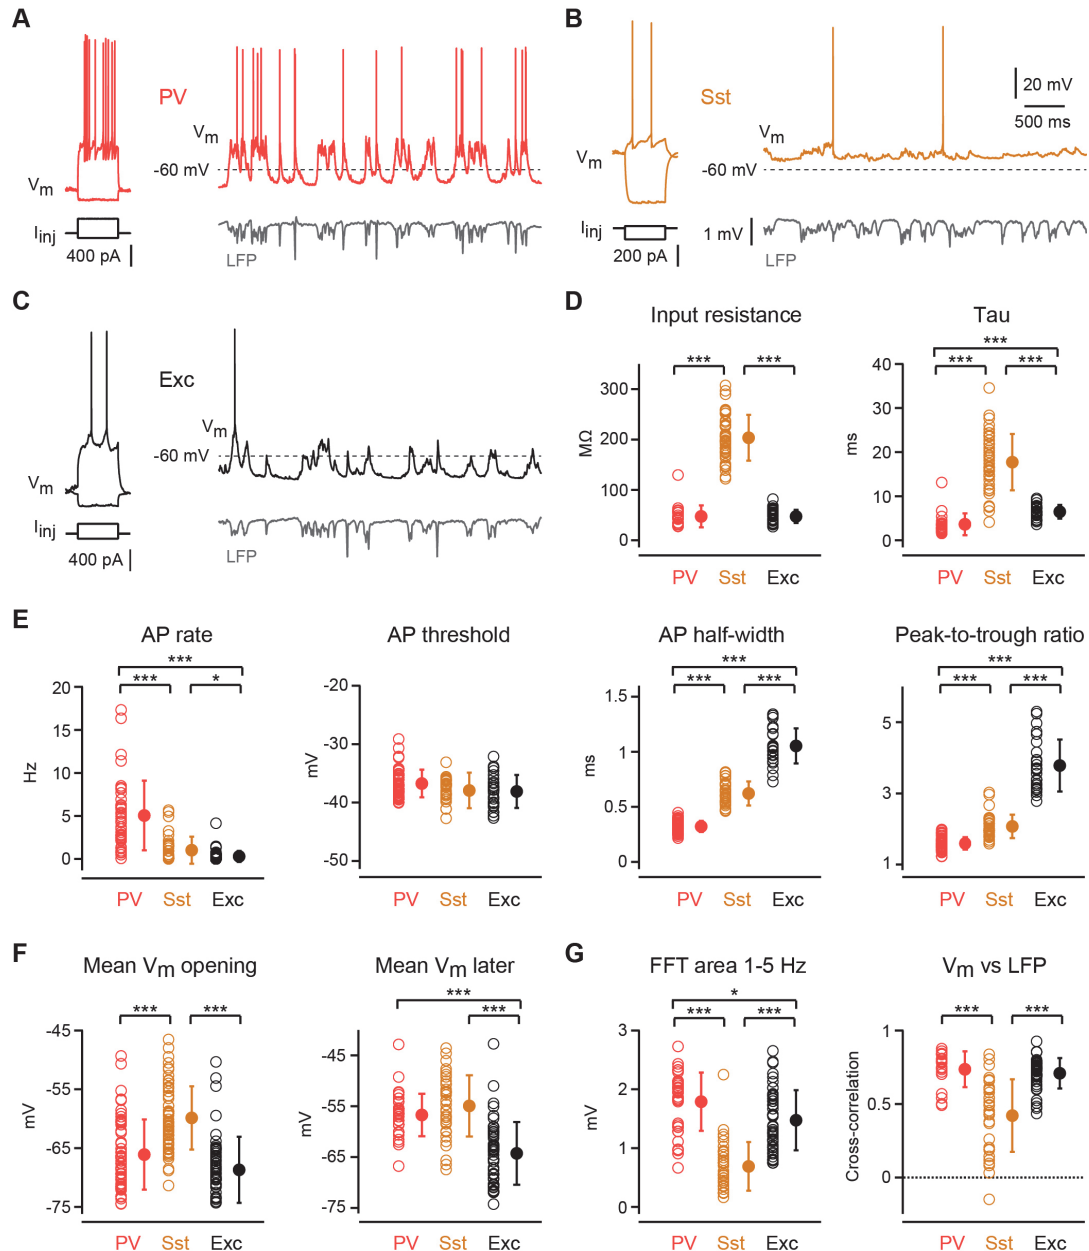 A
PV
Vm
-60 mV
Vm
Iinj
400 pA
LFP
B
Sst
20 mV
500 ms
Vm
Vm
-60 mV
Iinj
200 pA
1 mV
LFP
C
Exc
Vm
-60 mV
Vm
Iinj
400 pA
LFP
D
Input resistance
*** ***
300
200
100
0
MΩ
PV Sst Exc
Tau
***
*** ***
40
30
20
10
0
ms
PV Sst Exc
E
AP rate
***
*** *
20
15
10
5
0
Hz
PV Sst Exc
AP threshold
-20
-30
-40
-50
mV
PV Sst Exc
AP half-width
***
*** ***
1.5
1
0.5
0
ms
PV Sst Exc
Peak-to-trough ratio
***
*** ***
5
3
1
PV Sst Exc
F
Mean Vm opening
*** ***
-45
-55
-65
-75
mV
PV Sst Exc
Mean Vm later
***
***
-45
-55
-65
-75
mV
PV Sst Exc
G
FFT area 1-5 Hz
*
*** ***
3
2
1
0
mV
PV Sst Exc
Vm vs LFP
*** ***
1
0.5
0
Cross-correlation
PV Sst Exc